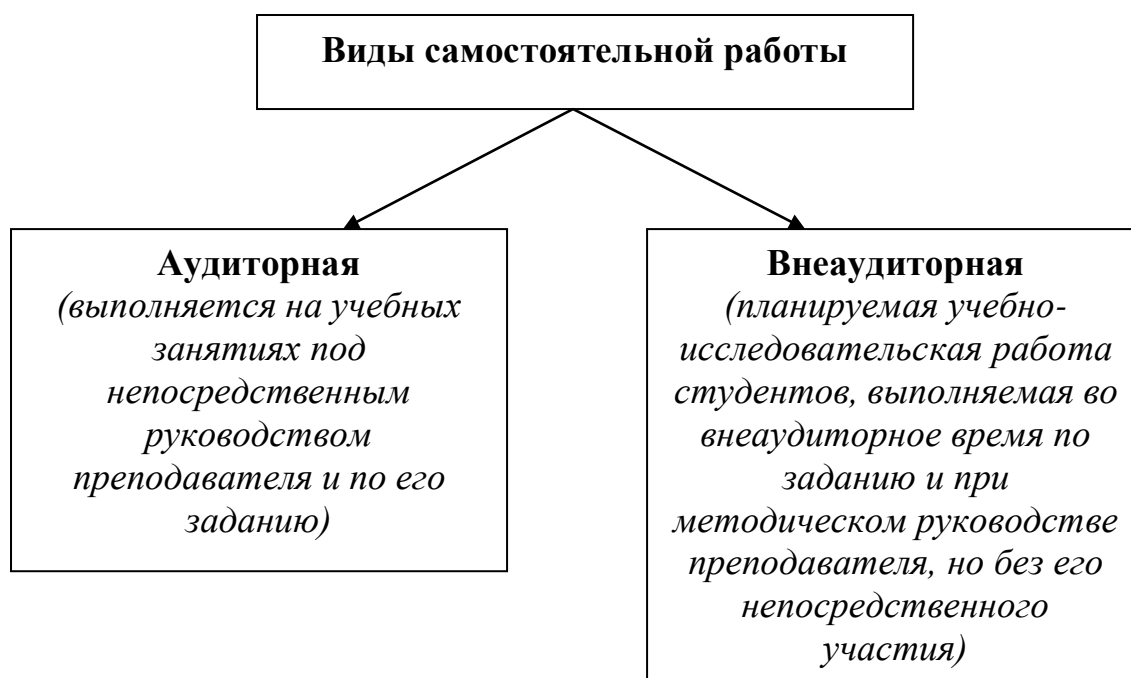 Виды самостоятельной работы
Аудиторная
(выполняется на учебных
занятиях под
непосредственным
руководством
преподавателя и по его
заданию)
Внеаудиторная
(планируемая учебно-
исследовательская работа
студентов, выполняемая во
внеаудиторное время по
заданию и при
методическом руководстве
преподавателя, но без его
непосредственного
участия)